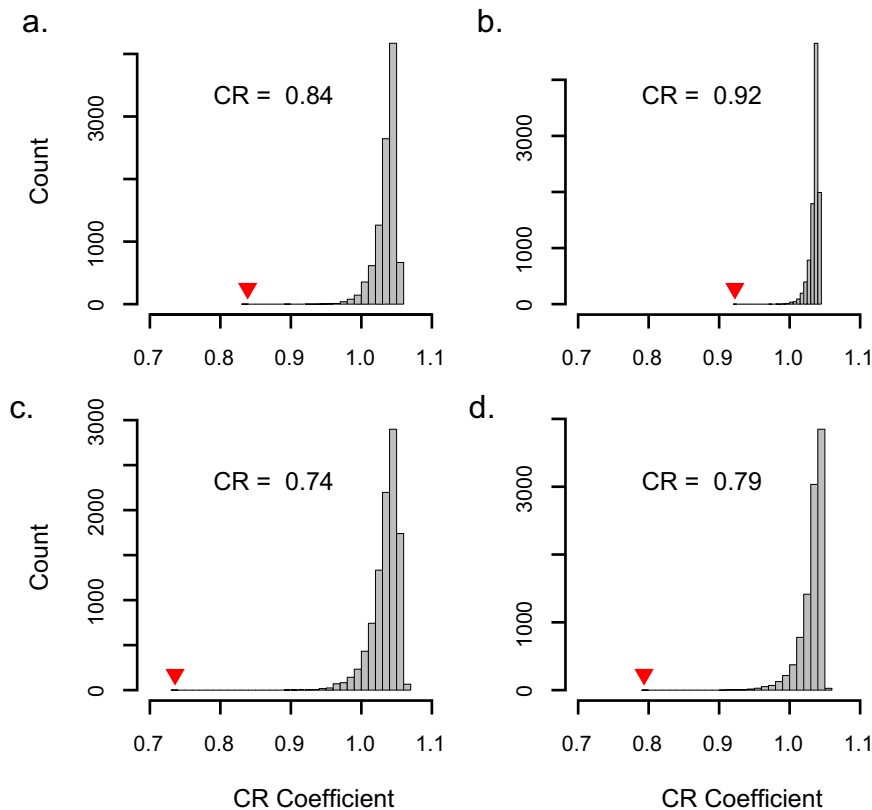 a.
CR = 0.84
Count
3000
1000
0
0.7 0.8 0.9 1.0 1.1
b.
CR = 0.92
3000
1000
0
0.7 0.8 0.9 1.0 1.1
c.
CR = 0.74
Count
3000
2000
1000
0
0.7 0.8 0.9 1.0 1.1
CR Coefficient
d.
CR = 0.79
3000
1000
0
0.7 0.8 0.9 1.0 1.1
CR Coefficient